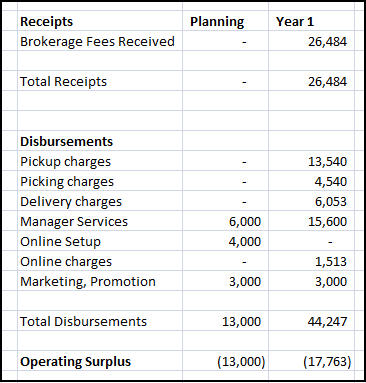 Receipts Planning Year 1
Brokerage Fees Received - 26,484
Total Receipts - 26,484
Disbursements
Pickup charges - 13,540
Picking charges - 4,540
Delivery charges - 6,053
Manager Services 6,000 15,600
Online Setup 4,000 -
Online charges - 1,513
Marketing, Promotion 3,000 3,000
Total Disbursements 13,000 44,247
Operating Surplus (13,000) (17,763)